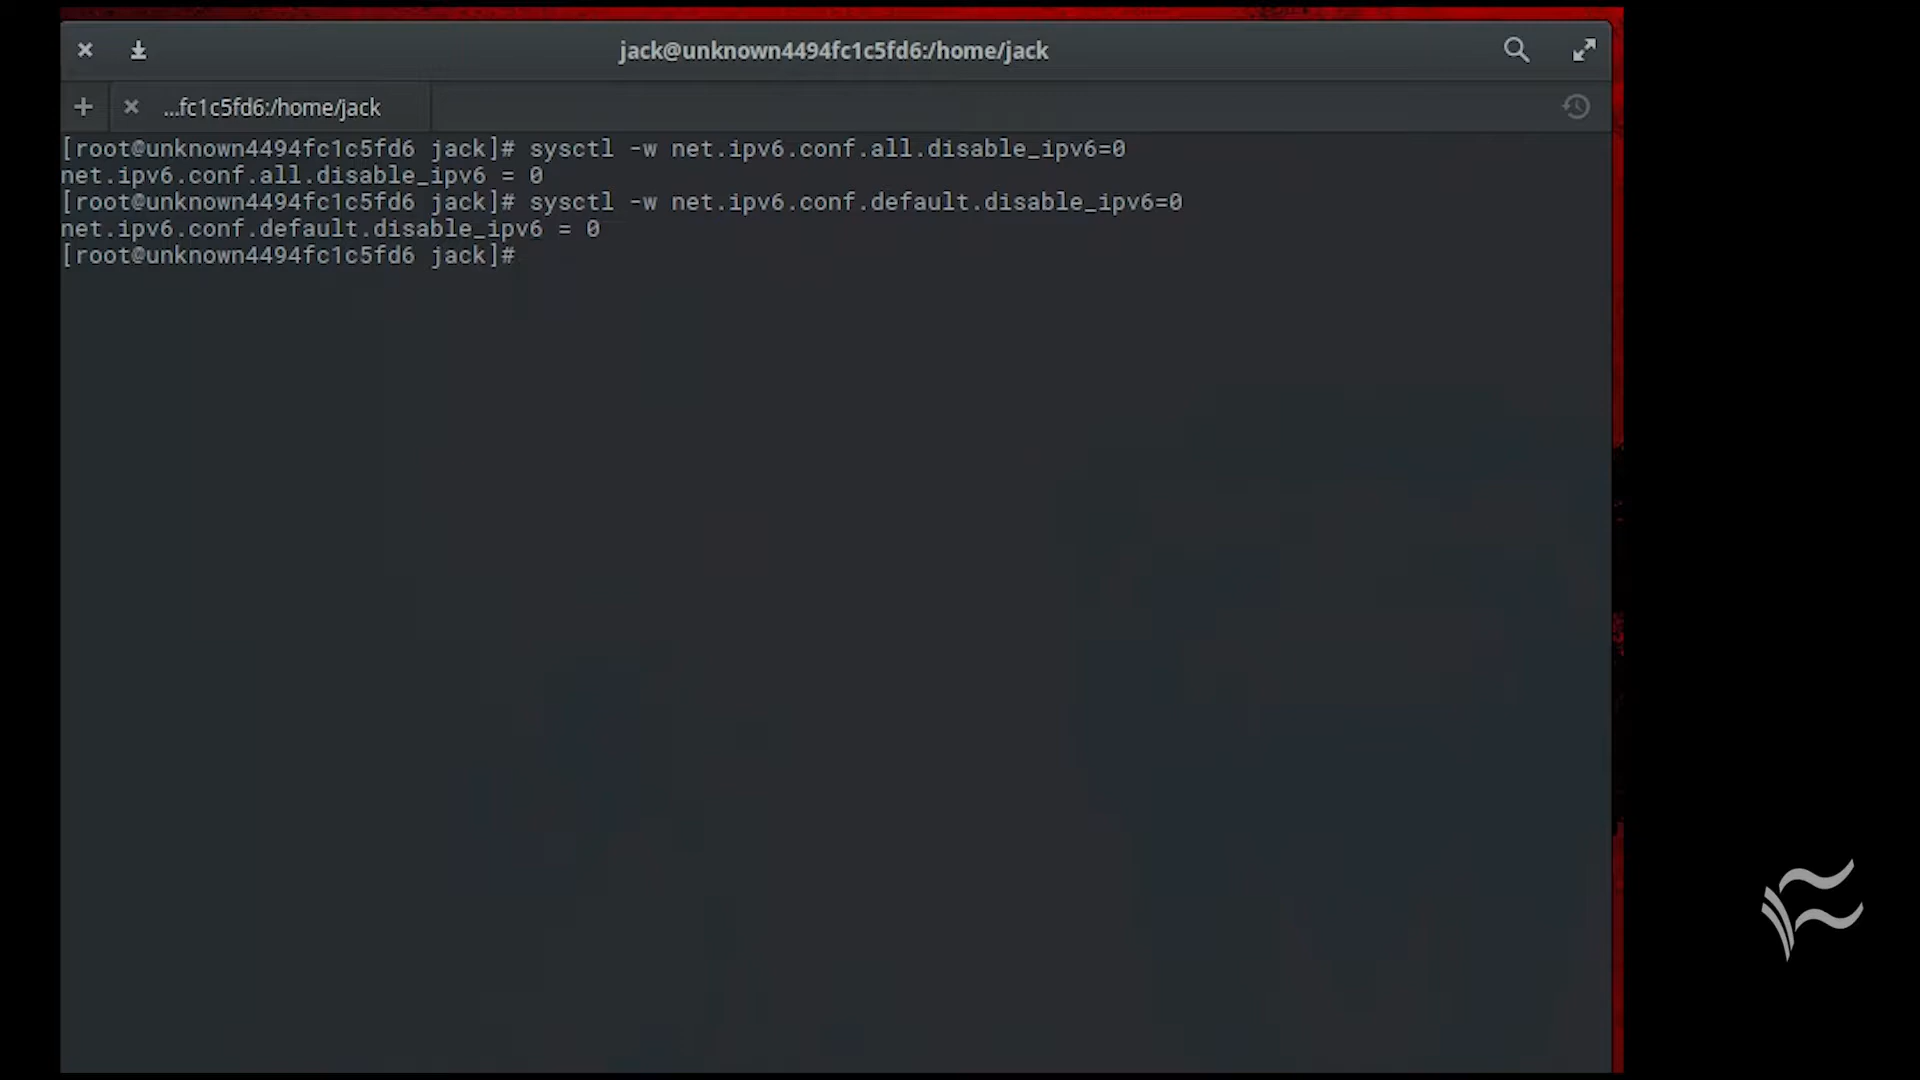 jack@unknown4494fc1c5fd6:/home/jack
...fc1c5fd6:/home/jack
[root@unknown4494fc1c5fd6 jack]# sysctl -w net.ipv6.conf.all.disable_ipv6=0
net.ipv6.conf.all.disable_ipv6 = 0
[root@unknown4494fc1c5fd6 jack]# sysctl -w net.ipv6.conf.default.disable_ipv6=0
net.ipv6.conf.default.disable_ipv6 = 0
[root@unknown4494fc1c5fd6 jack]#